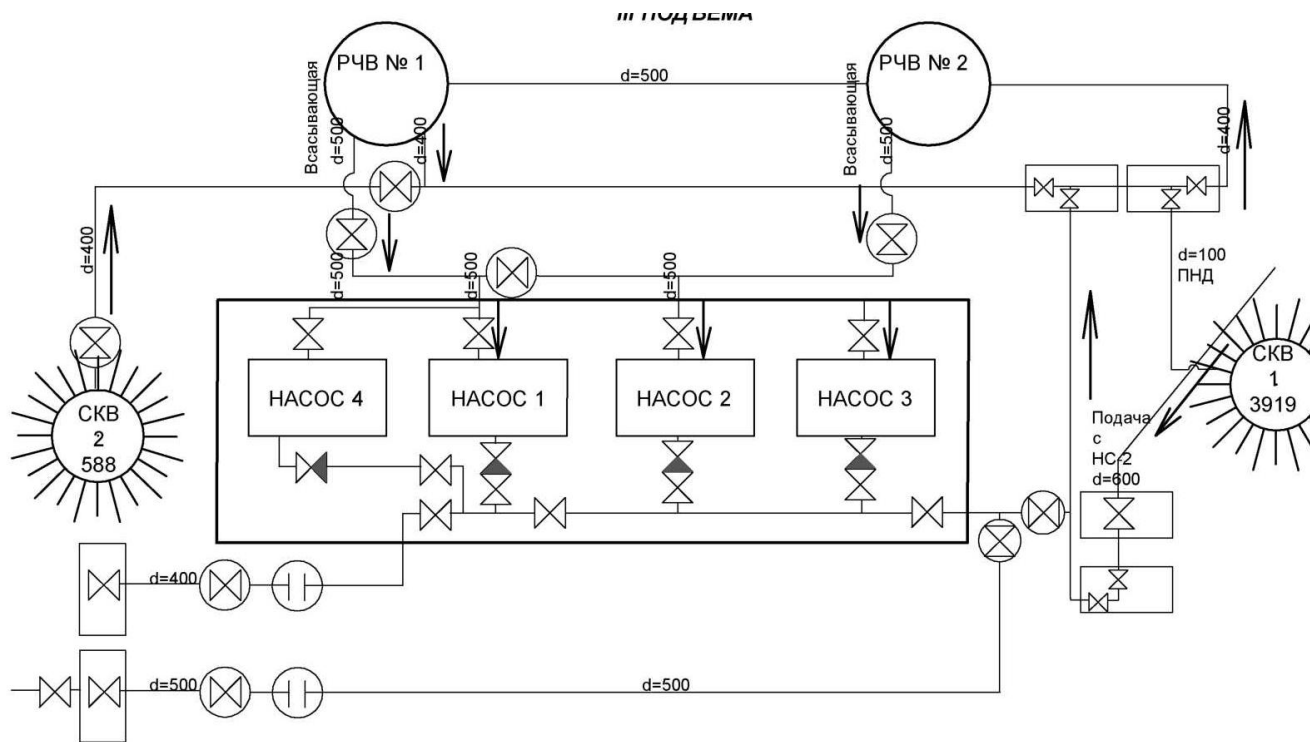 III ПОДЪЕМА
РЧВ № 1
РЧВ № 2
d=500
Всасывающая
d=500
d=400
Всасывающая
d=500
d=400
d=400
d=500
d=500
d=500
d=100
ПНД
НАСОС 4
НАСОС 1
НАСОС 2
НАСОС 3
СКВ
2
588
СКВ
1
3919
Подача
с
НС-2
d=600
d=400
d=500
d=500